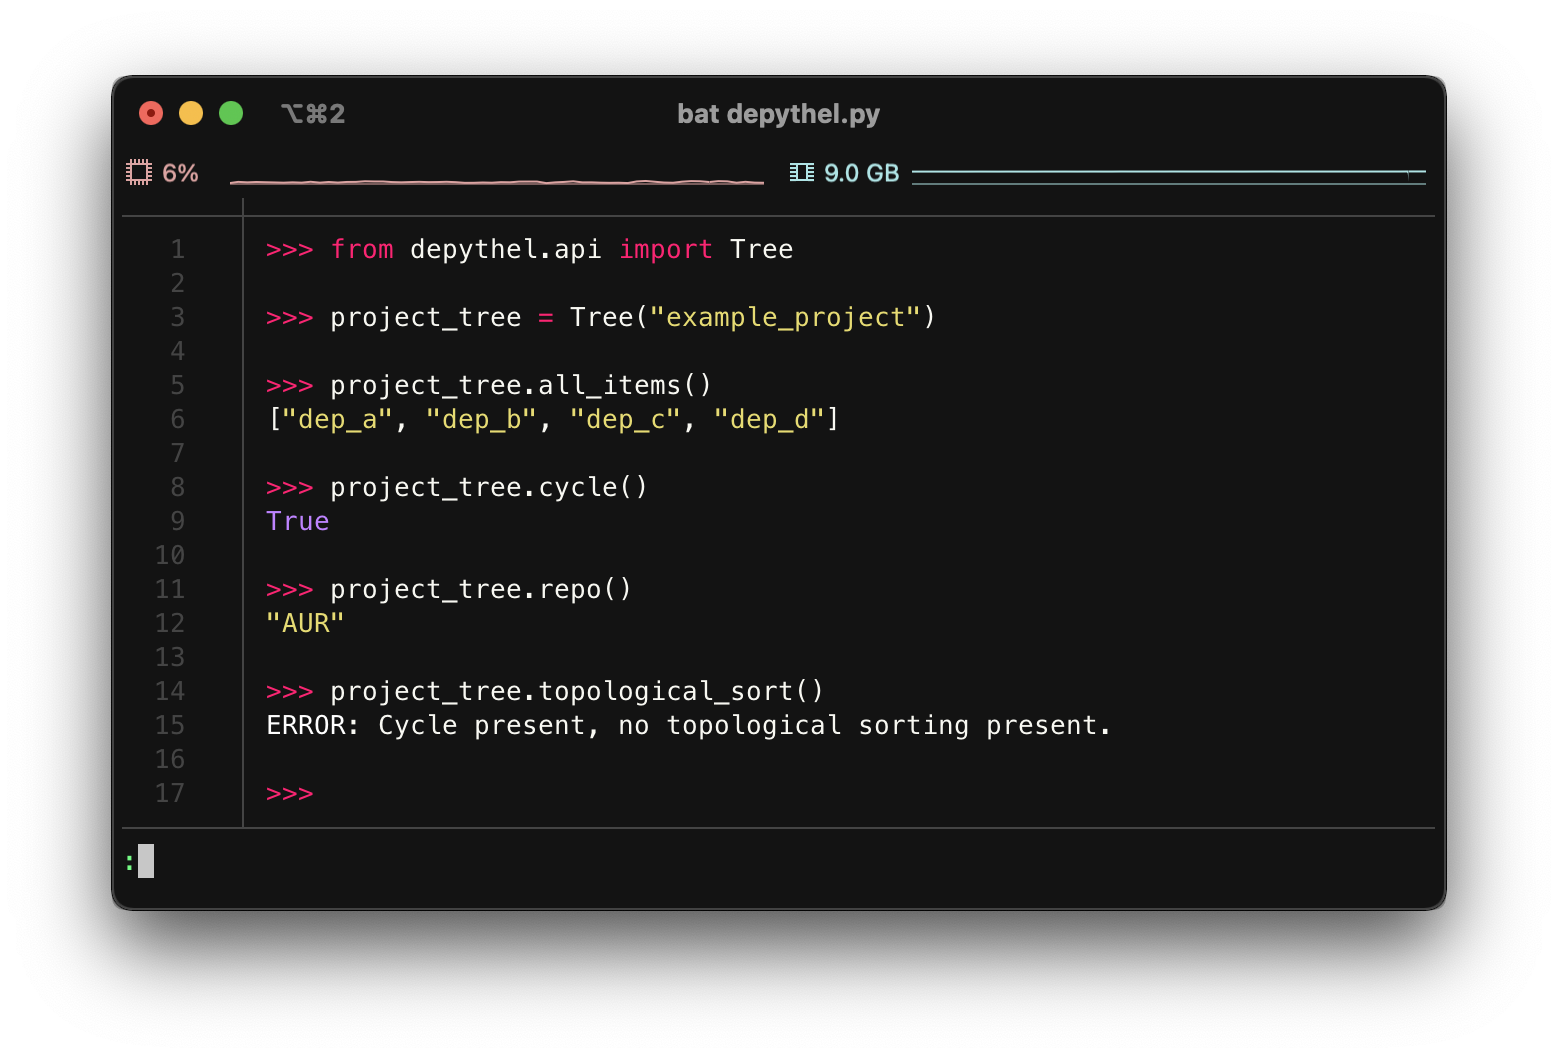 ⌥⌘2 bat depythel.py
6% 9.0 GB
1 >>> from depythel.api import Tree
2
3 >>> project_tree = Tree("example_project")
4
5 >>> project_tree.all_items()
6 ["dep_a", "dep_b", "dep_c", "dep_d"]
7
8 >>> project_tree.cycle()
9 True
10
11 >>> project_tree.repo()
12 "AUR"
13
14 >>> project_tree.topological_sort()
15 ERROR: Cycle present, no topological sorting present.
16
17 >>>
: